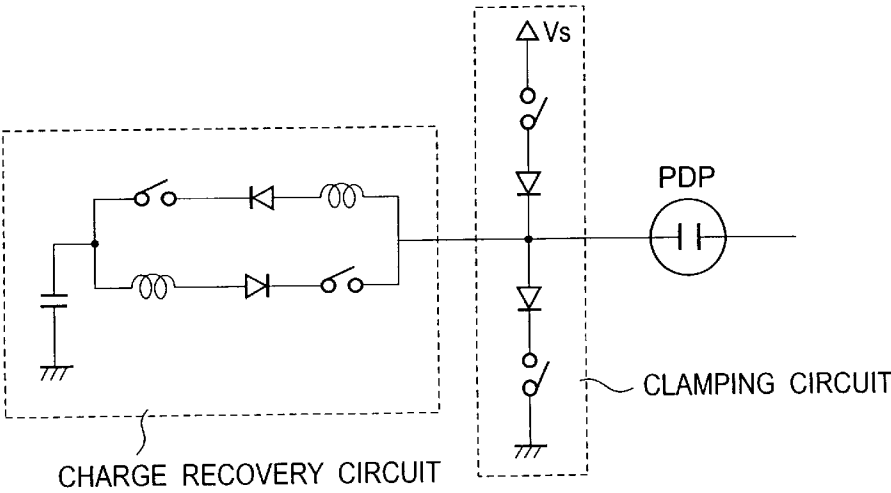 Vs
PDP
CLAMPING CIRCUIT
CHARGE RECOVERY CIRCUIT